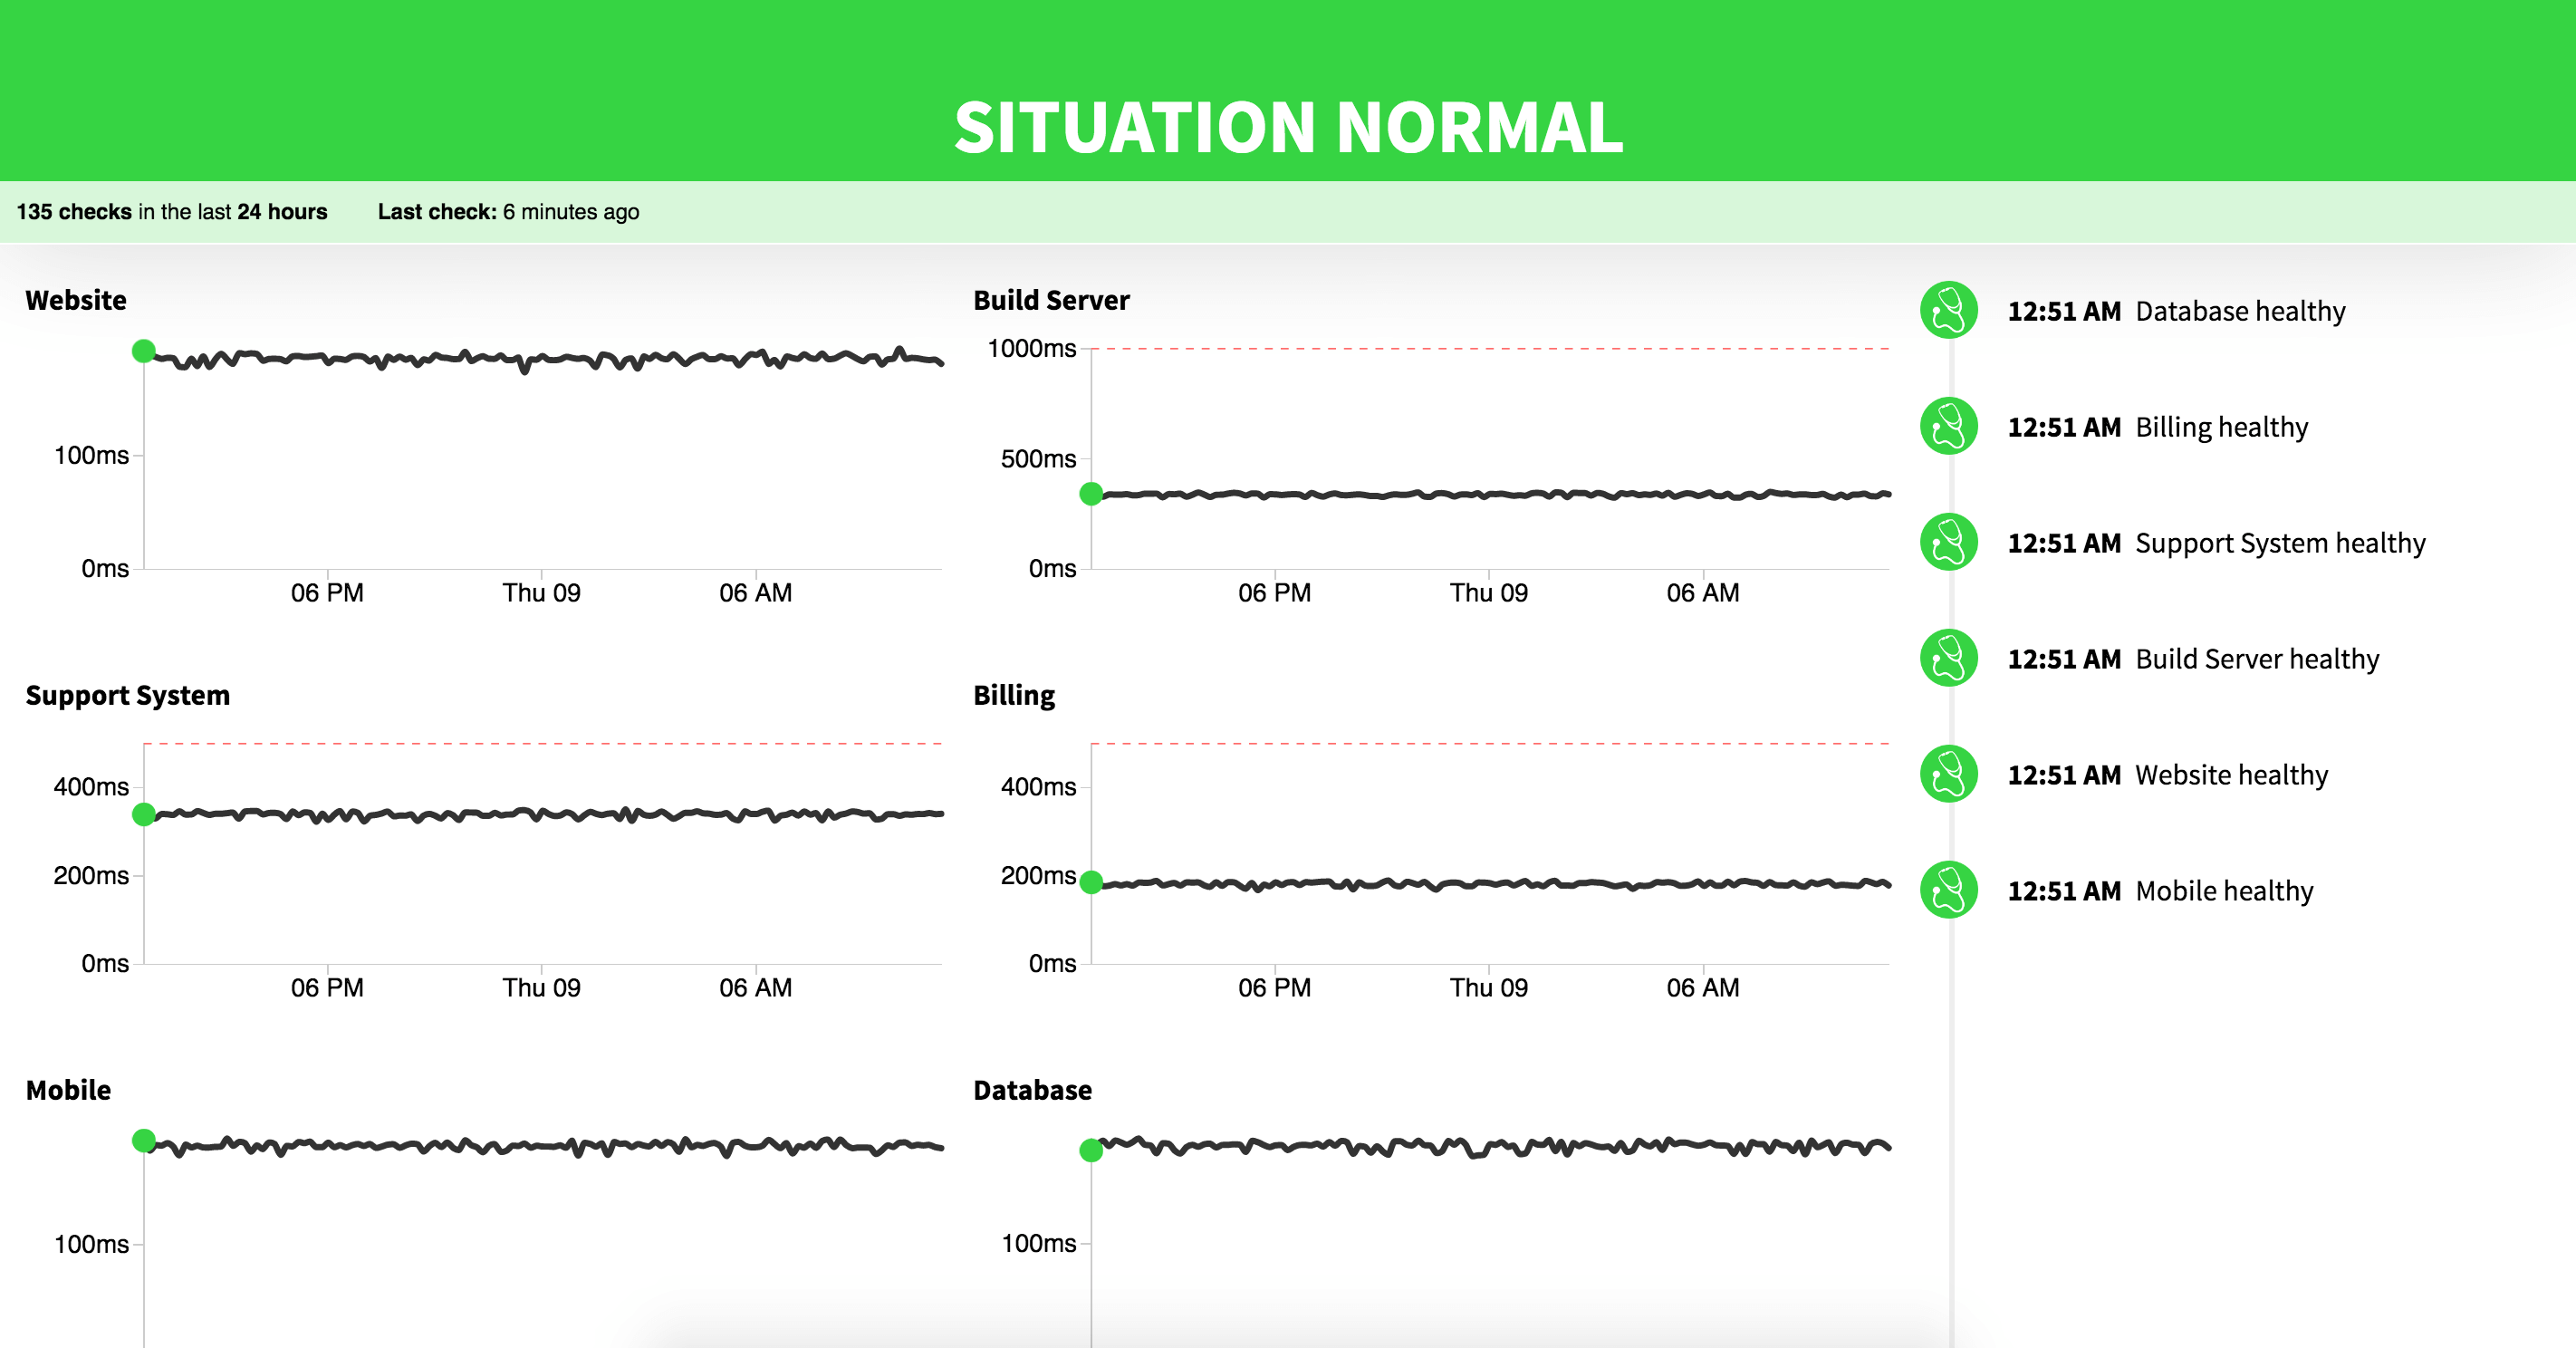 SITUATION NORMAL
135 checks in the last 24 hours Last check: 6 minutes ago
Website
100ms
0ms
06 PM Thu 09 06 AM
Build Server
1000ms
500ms
0ms
06 PM Thu 09 06 AM
Support System
400ms
200ms
0ms
06 PM Thu 09 06 AM
Billing
400ms
200ms
0ms
06 PM Thu 09 06 AM
Mobile
100ms
Database
100ms
12:51 AM Database healthy
12:51 AM Billing healthy
12:51 AM Support System healthy
12:51 AM Build Server healthy
12:51 AM Website healthy
12:51 AM Mobile healthy